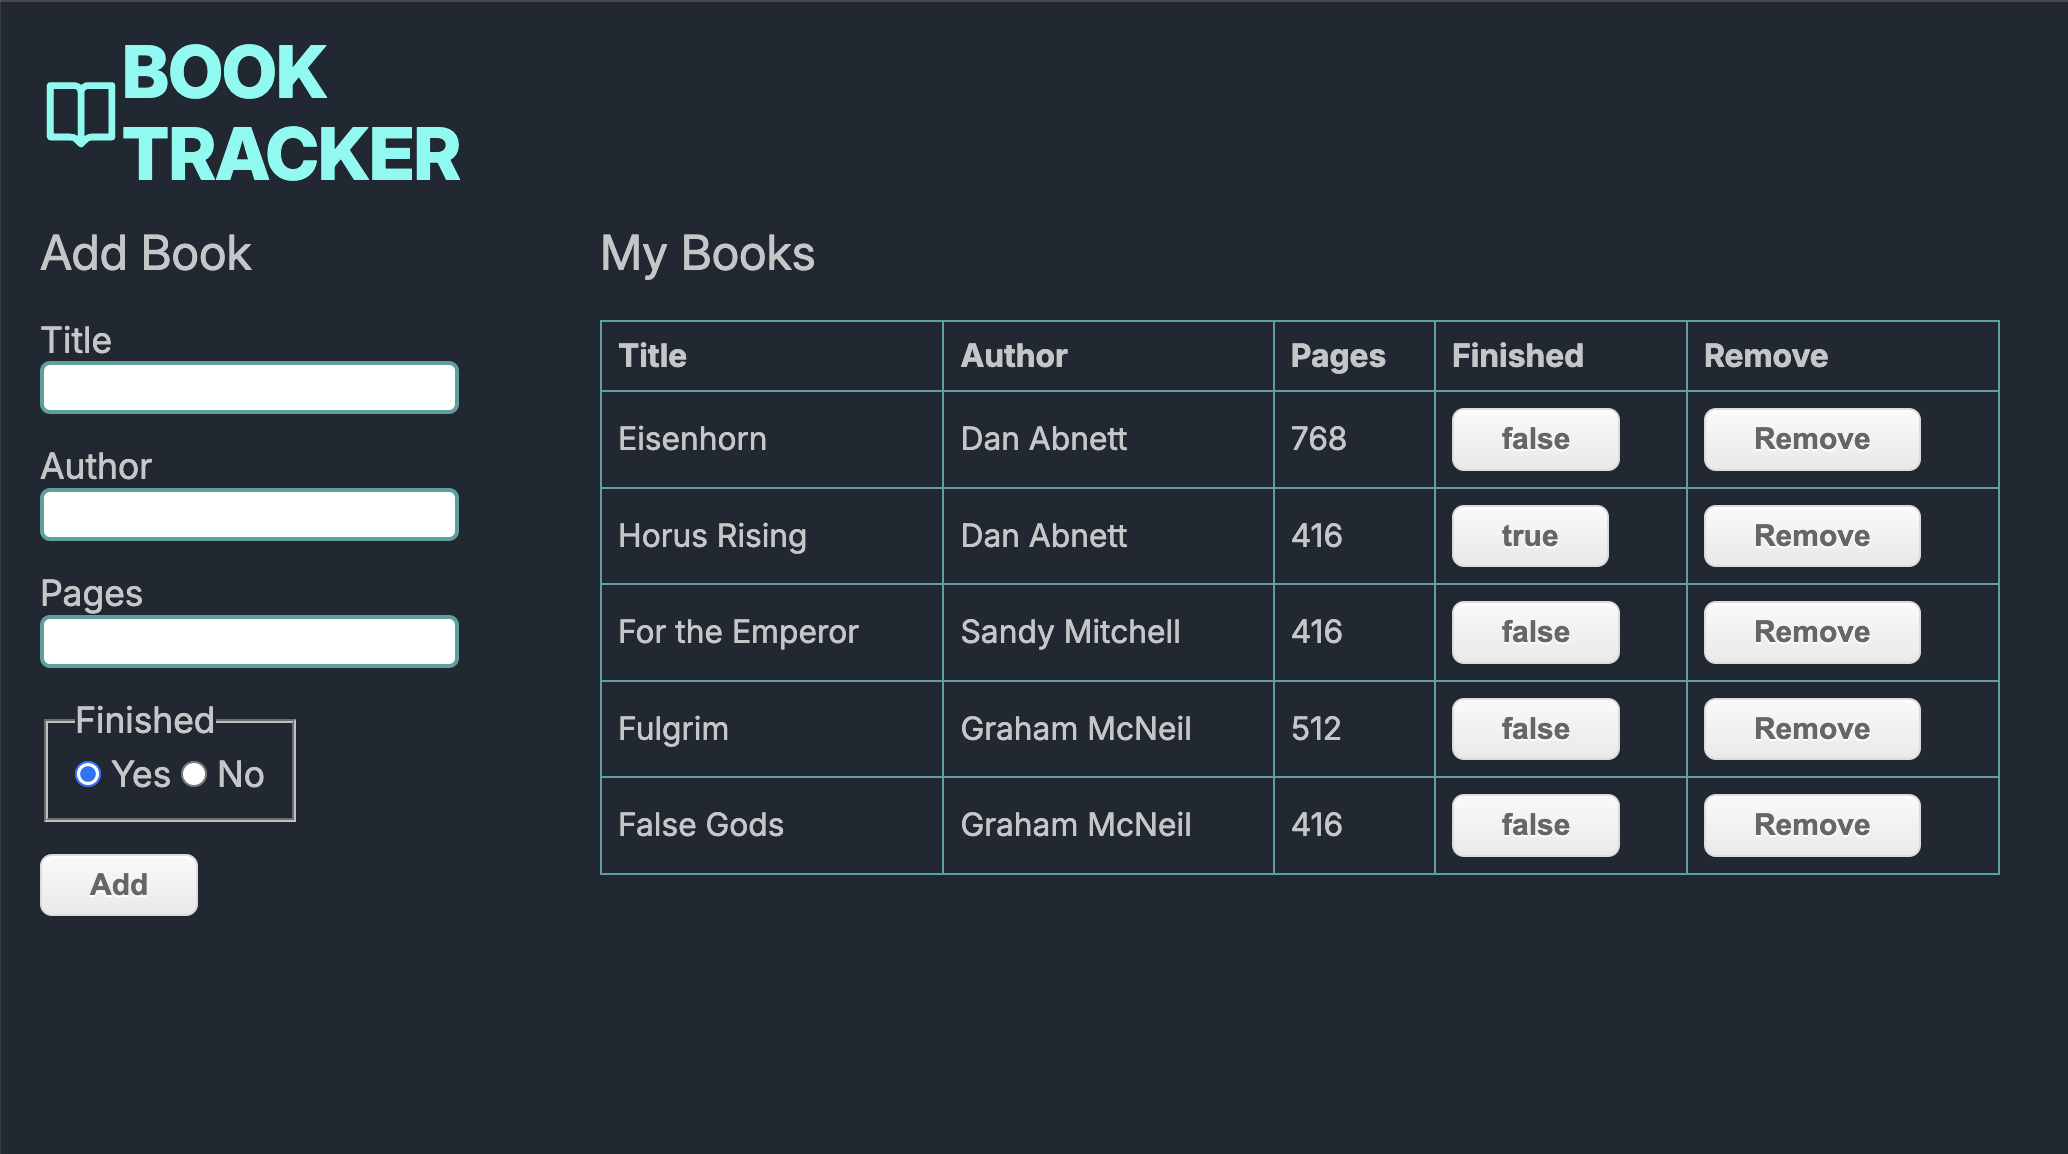 BOOK
TRACKER
Add Book
Title
Author
Pages
Finished
Yes No
Add
My Books
Title Author Pages Finished Remove
Eisenhorn Dan Abnett 768 false Remove
Horus Rising Dan Abnett 416 true Remove
For the Emperor Sandy Mitchell 416 false Remove
Fulgrim Graham McNeil 512 false Remove
False Gods Graham McNeil 416 false Remove